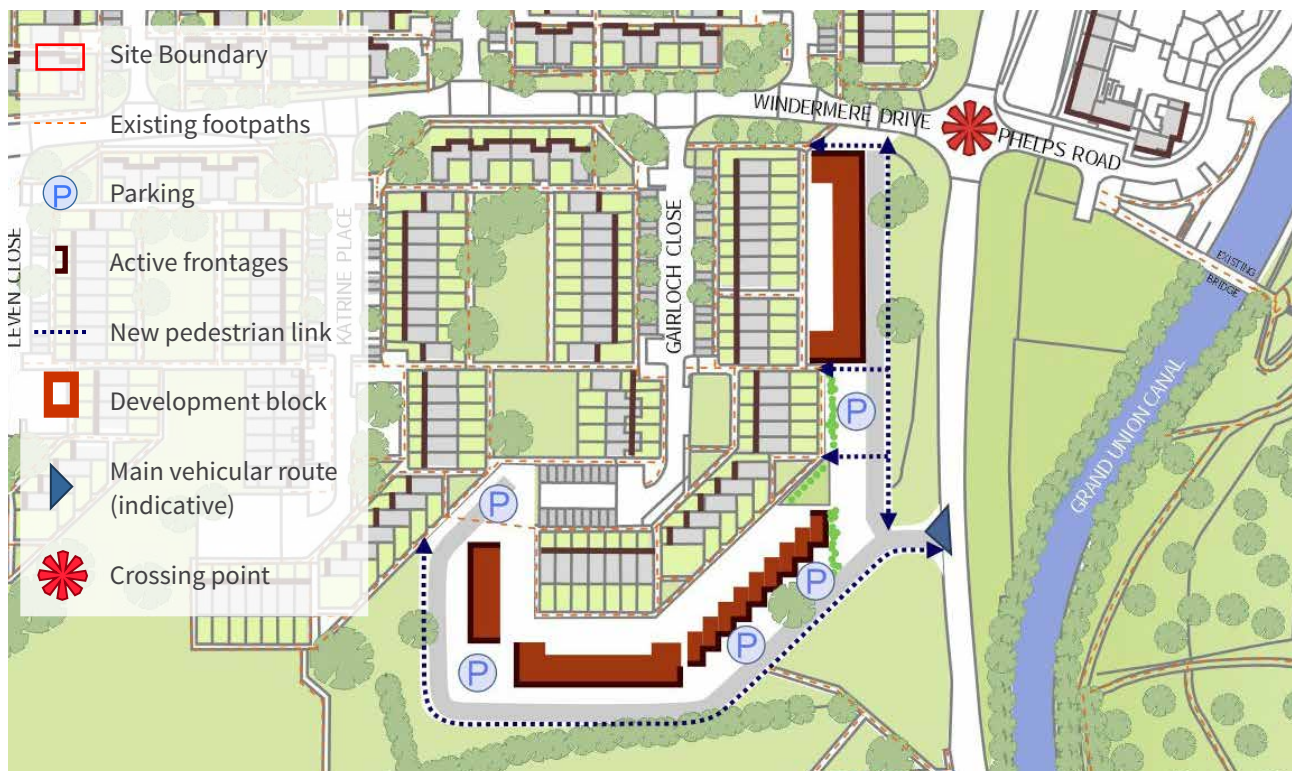 Site Boundary
Existing footpaths
P
Parking
Active frontages
New pedestrian link
Development block
Main vehicular route
(indicative)
Crossing point
LEVEN CLOSE
KATRINE PLACE
GAIRLOCH CLOSE
WINDERMERE DRIVE
PHELPS ROAD
EXISTING
BRIDGE
GRAND UNION CANAL
P
P
P
P
P